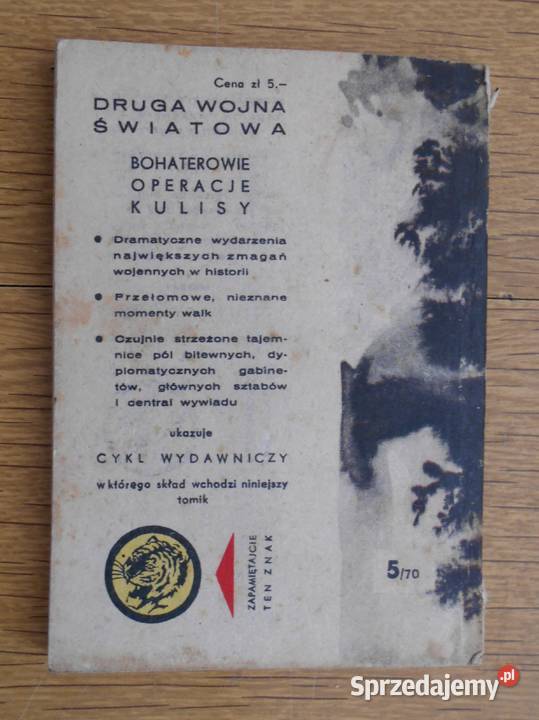 Cena zł 5.–
DRUGA WOJNA
ŚWIATOWA
BOHATEROWIE
OPERACJE
KULISY
• Dramatyczne wydarzenia
największych zmagań
wojennych w historii
• Przełomowe, nieznane
momenty walk
• Czujnie strzeżone tajem-
nice pól bitewnych, dy-
plomatycznych gabine-
tów, głównych sztabów
i central wywiadu
ukazuje
CYKL WYDAWNICZY
w którego skład wchodzi niniejszy
tomik
ZAPAMIĘTAJCIE
TEN ZNAK
5/70
Sprzedajemy.pl